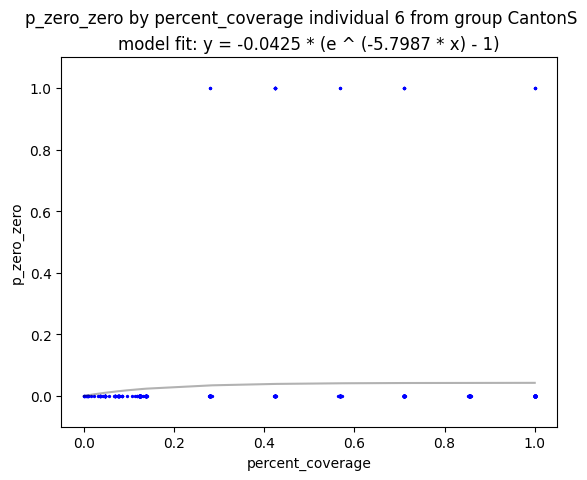 p_zero_zero by percent_coverage individual 6 from group CantonS
model fit: y = -0.0425 * (e ^ (-5.7987 * x) - 1)
1.0
0.8
0.6
0.4
0.2
0.0
p_zero_zero
0.0 0.2 0.4 0.6 0.8 1.0
percent_coverage